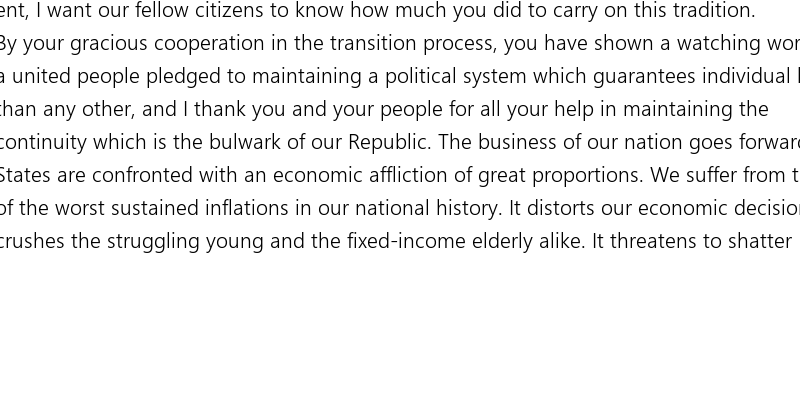 ent, I want our fellow citizens to know how much you did to carry on this tradition.
By your gracious cooperation in the transition process, you have shown a watching
a united people pledged to maintaining a political system which guarantees individual
than any other, and I thank you and your people for all your help in maintaining the
continuity which is the bulwark of our Republic. The business of our nation goes
States are confronted with an economic affliction of great proportions. We suffer from
of the worst sustained inflations in our national history. It distorts our economic
crushes the struggling young and the fixed-income elderly alike. It threatens to shatter